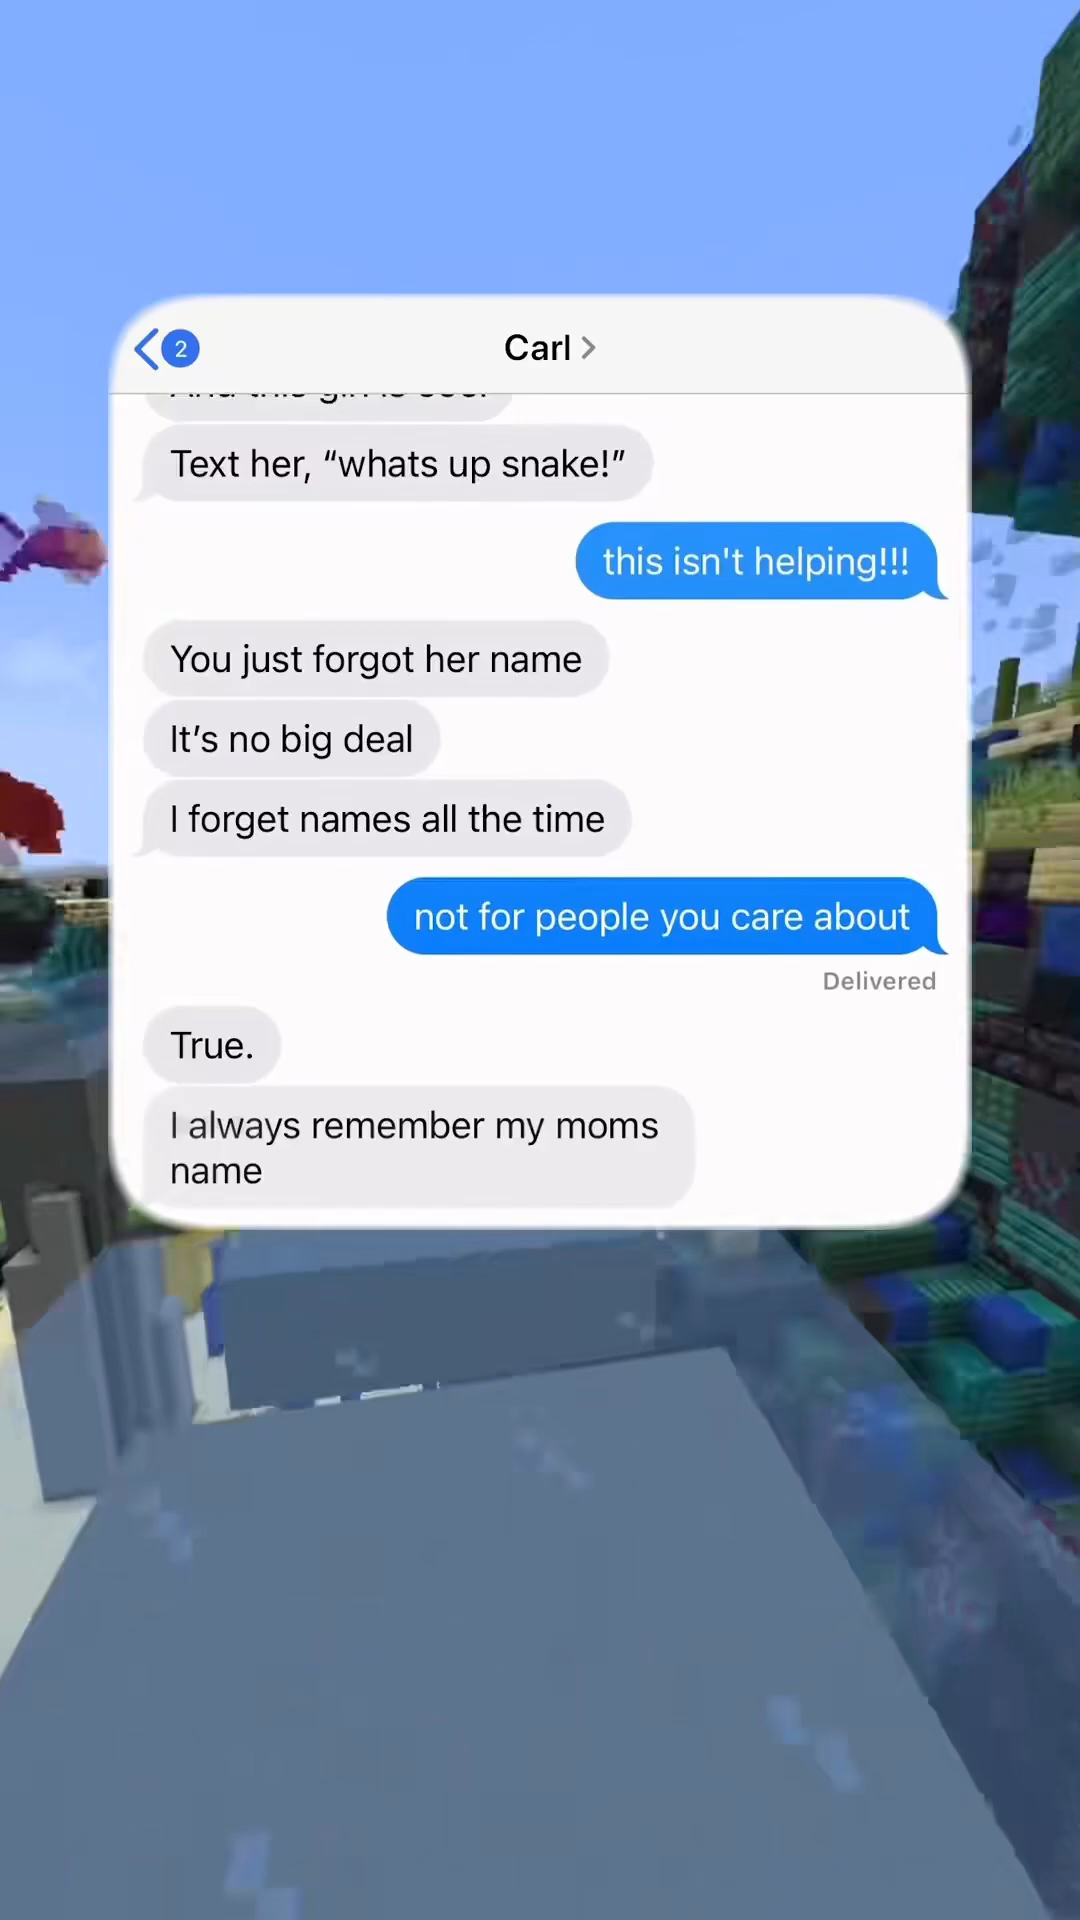 2
Carl
Text her, “whats up snake!”
this isn't helping!!!
You just forgot her name
It’s no big deal
I forget names all the time
not for people you care about
Delivered
True.
I always remember my moms
name